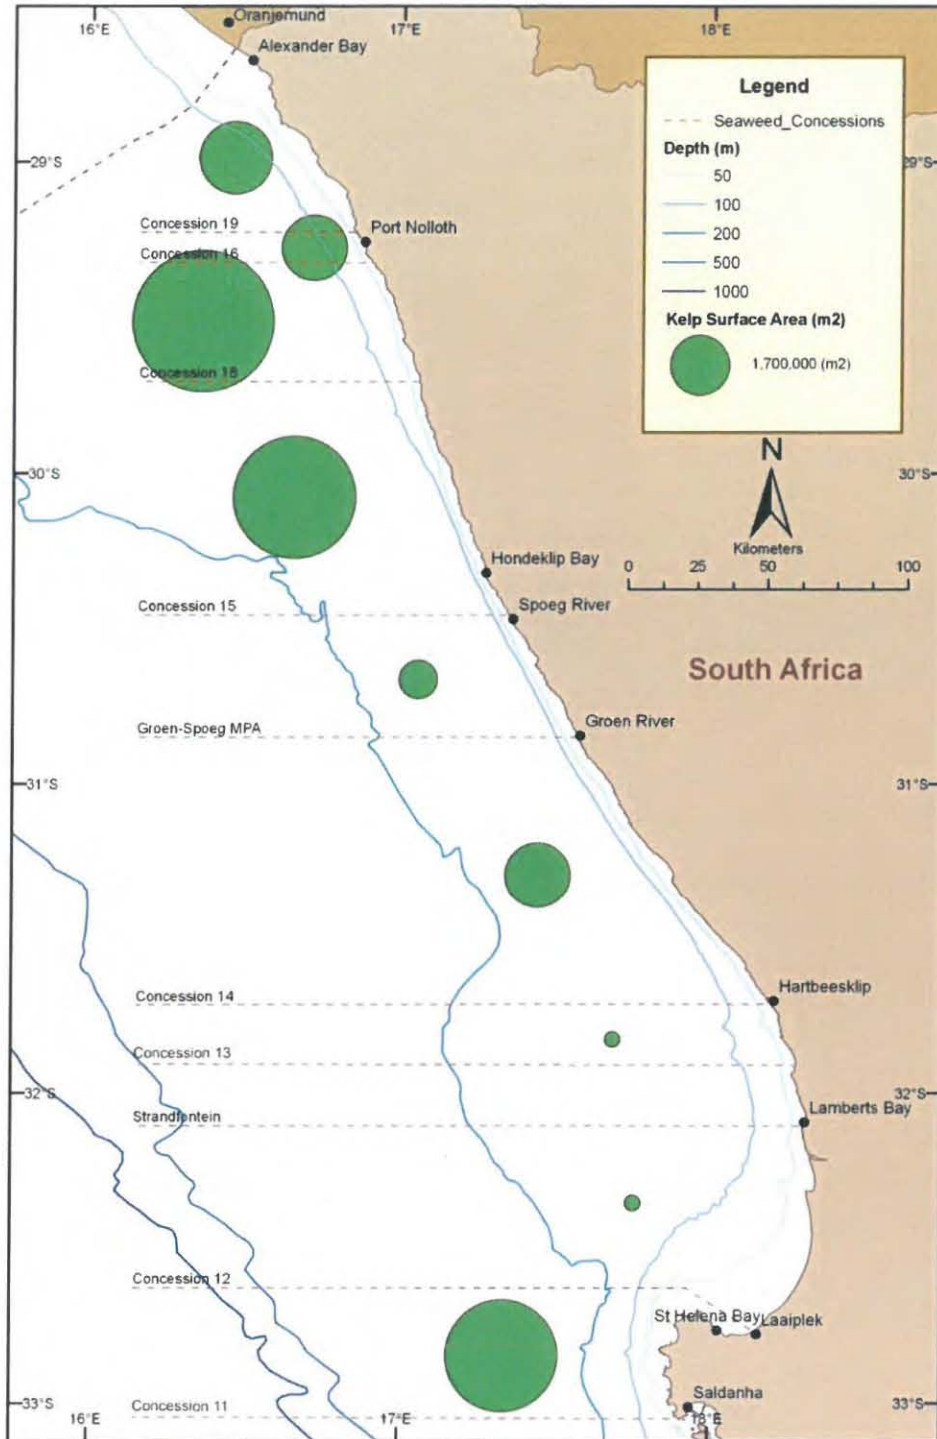 16°E
17°E
18°E
Oranjemund
Alexander Bay
Legend
Seaweed_Concessions
Depth (m)
50
100
200
500
1000
Kelp Surface Area (m2)
1,700,000 (m2)
29°S
29°S
Concession 19
Port Nolloth
Concession 16
Concession 18
N
30°S
30°S
Kilometers
0 25 50 100
Hondeklip Bay
Concession 15
Spoeg River
South Africa
Groen-Spoeg MPA
Groen River
31°S
31°S
Concession 14
Hartbeesklip
Concession 13
32°S
32°S
Strandfontein
Lamberts Bay
Concession 12
St Helena Bay
Laaiplek
Saldanha
33°S
33°S
Concession 11
16°E
17°E
18°E